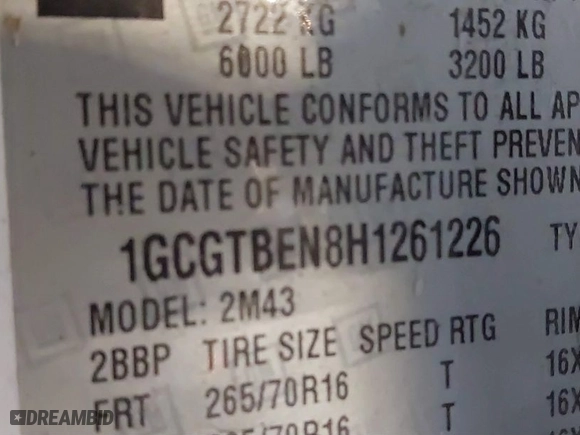 2722 KG 1452 KG
6000 LB 3200 LB
THIS VEHICLE CONFORMS TO ALL AP
VEHICLE SAFETY AND THEFT PREVEN
THE DATE OF MANUFACTURE SHOWN
1GCGTBEN8H1261226 TY
MODEL: 2M43
2BBP TIRE SIZE SPEED RTG RIM
FRT 265/70R16 T 16X
T 16X
DREAMBID